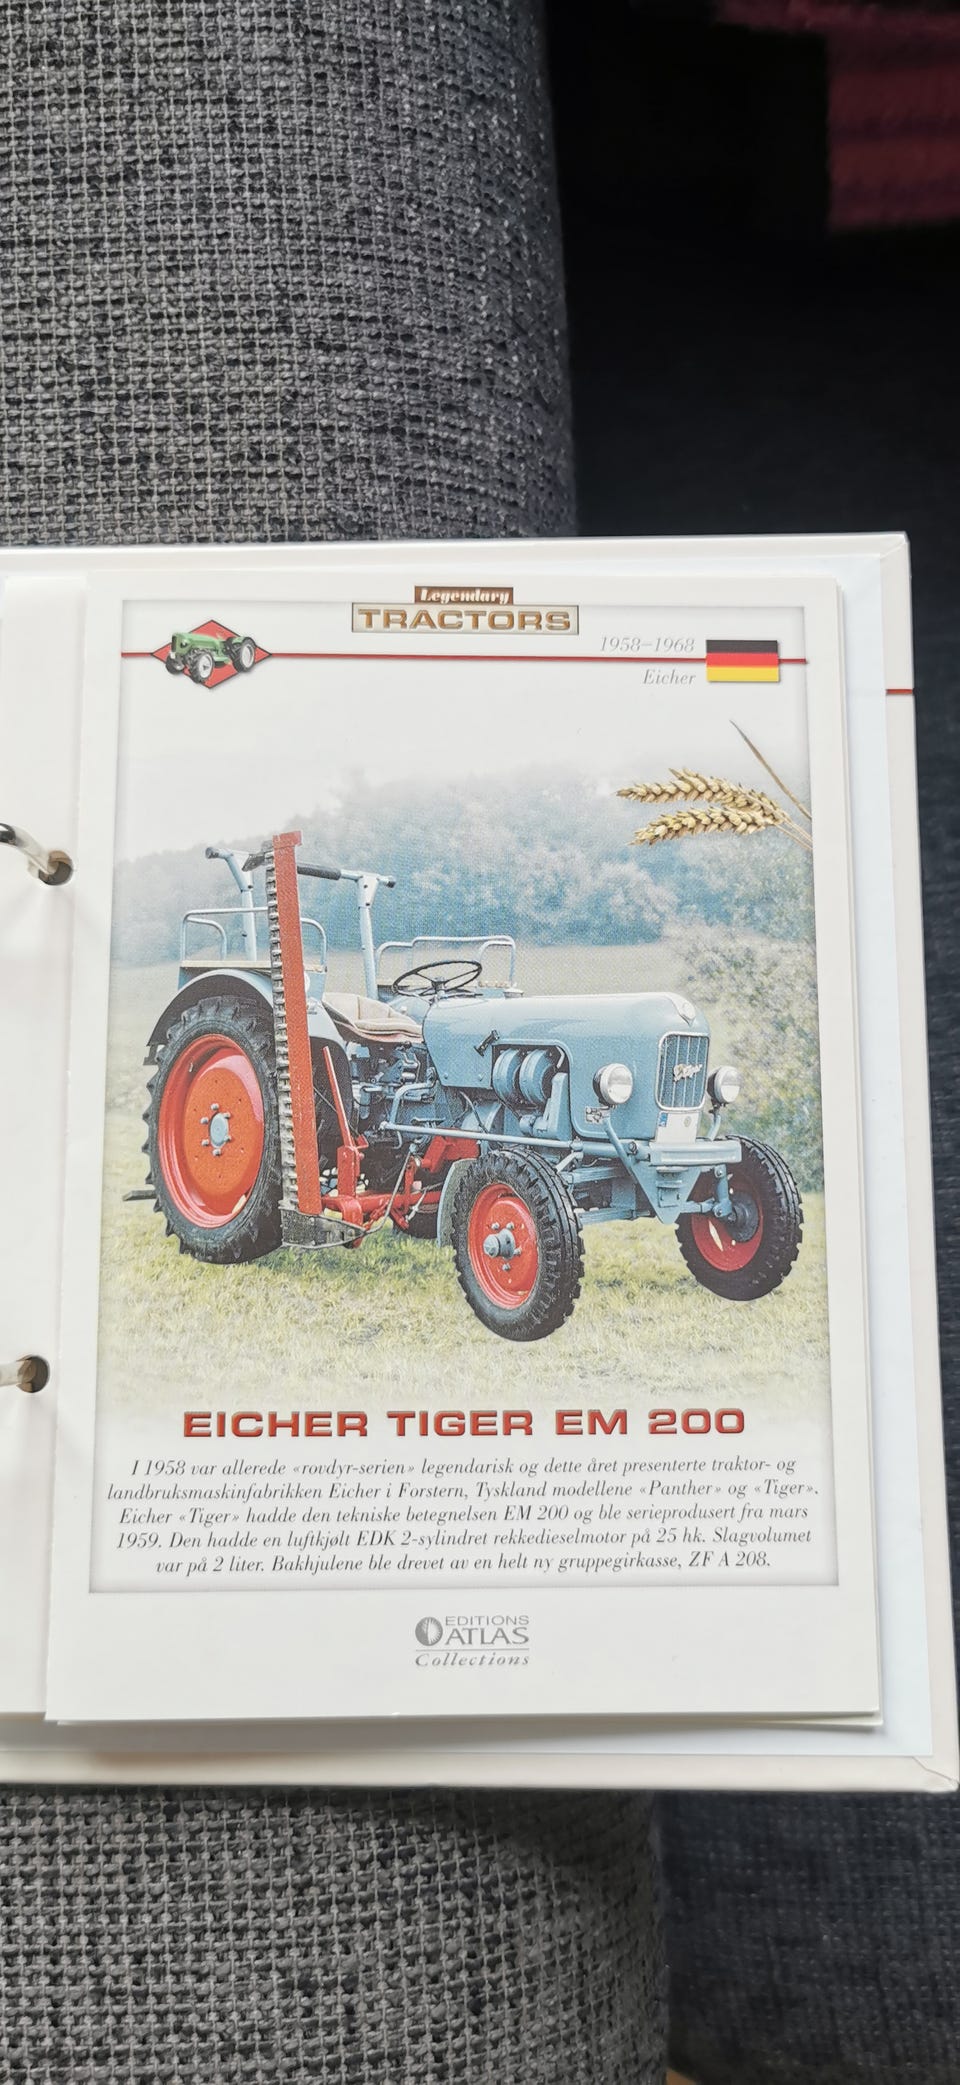 Legendary
TRACTORS
1958–1968
Eicher
EICHER TIGER EM 200
I 1958 var allerede «rovdyr-serien» legendarisk og dette året presenterte traktor- og
landbruksmaskinfabrikken Eicher i Forstern, Tyskland modellene «Panther» og «Tiger».
Eicher «Tiger» hadde den tekniske betegnelsen EM 200 og ble serieprodusert fra mars
1959. Den hadde en luftkjølt EDK 2-sylindret rekkedieselmotor på 25 hk. Slagvolumet
var på 2 liter. Bakhjulene ble drevet av en helt ny gruppegirkasse, ZF A 208.
EDITIONS
ATLAS
Collections